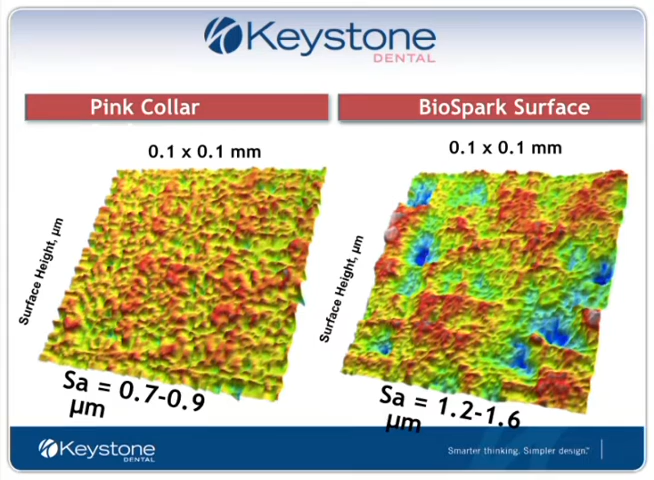 Keystone
DENTAL
Pink Collar
BioSpark Surface
0.1 x 0.1 mm
0.1 x 0.1 mm
Surface Height, µm
Surface Height, µm
Sa = 0.7-0.9
µm
Sa = 1.2-1.6
µm
Keystone
DENTAL
Smarter thinking. Simpler design.™